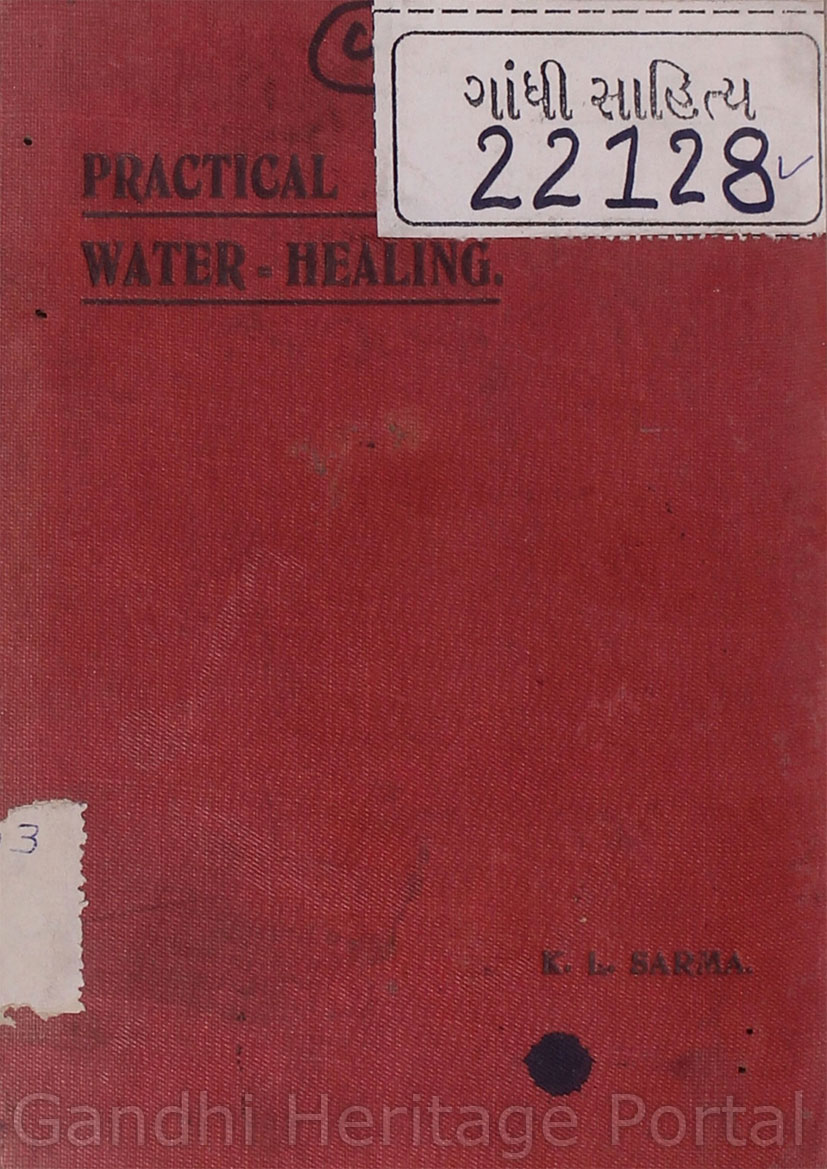 ગાંધી સાહિત્ય
22128
PRACTICAL
WATER - HEALING.
3
K. L. SARMA.
Gandhi Heritage Portal